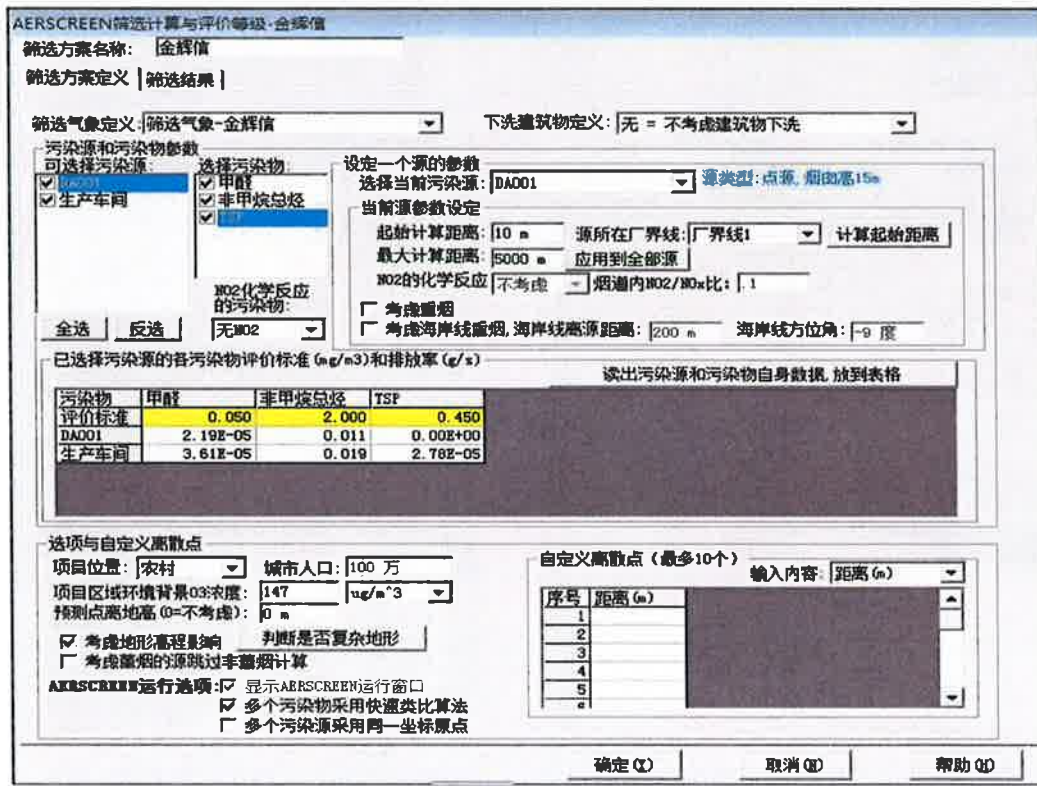 AERSCREEN筛选计算与评价等级-金辉信
筛选方案名称: 金辉信
筛选方案定义 筛选结果
筛选气象定义: 筛选气象-金辉信 下洗建筑物定义: 无 = 不考虑建筑物下洗
污染源和污染物参数
可选择污染源: 选择污染物:
DA001 甲醛
生产车间 非甲烷总烃
TSP
NO2化学反应
的污染物:
全选 反选 无NO2
设定一个源的参数
选择当前污染源: DA001 源类型:点源,烟囱高15m
当前源参数设定
起始计算距离: 10 m 源所在厂界线: 厂界线1 计算起始距离
最大计算距离: 5000 m 应用到全部源
NO2的化学反应 不考虑 烟道内NO2/NOx比: .1
考虑熏烟
考虑海岸线熏烟,海岸线离源距离: 200 m 海岸线方位角: -9 度
已选择污染源的各污染物评价标准(mg/m3)和排放率(g/s)
读出污染源和污染物自身数据,放到表格
污染物 甲醛 非甲烷总烃 TSP
评价标准 0.050 2.000 0.450
DA001 2.19E-05 0.011 0.00E+00
生产车间 3.61E-05 0.019 2.78E-05
选项与自定义离散点
项目位置: 农村 城市人口: 100 万
项目区域环境背景O3浓度: 147 ug/m^3
预测点离地高(0=不考虑): 0 m
考虑地形高程影响 判断是否复杂地形
考虑熏烟的源跳过非熏烟计算
AERSCREEN运行选项: 显示AERSCREEN运行窗口
多个污染物采用快速类比算法
多个污染源采用同一坐标原点
自定义离散点(最多10个)
输入内容: 距离(m)
序号 距离(m)
1
2
3
4
5
6
确定(Y) 取消(N) 帮助(H)